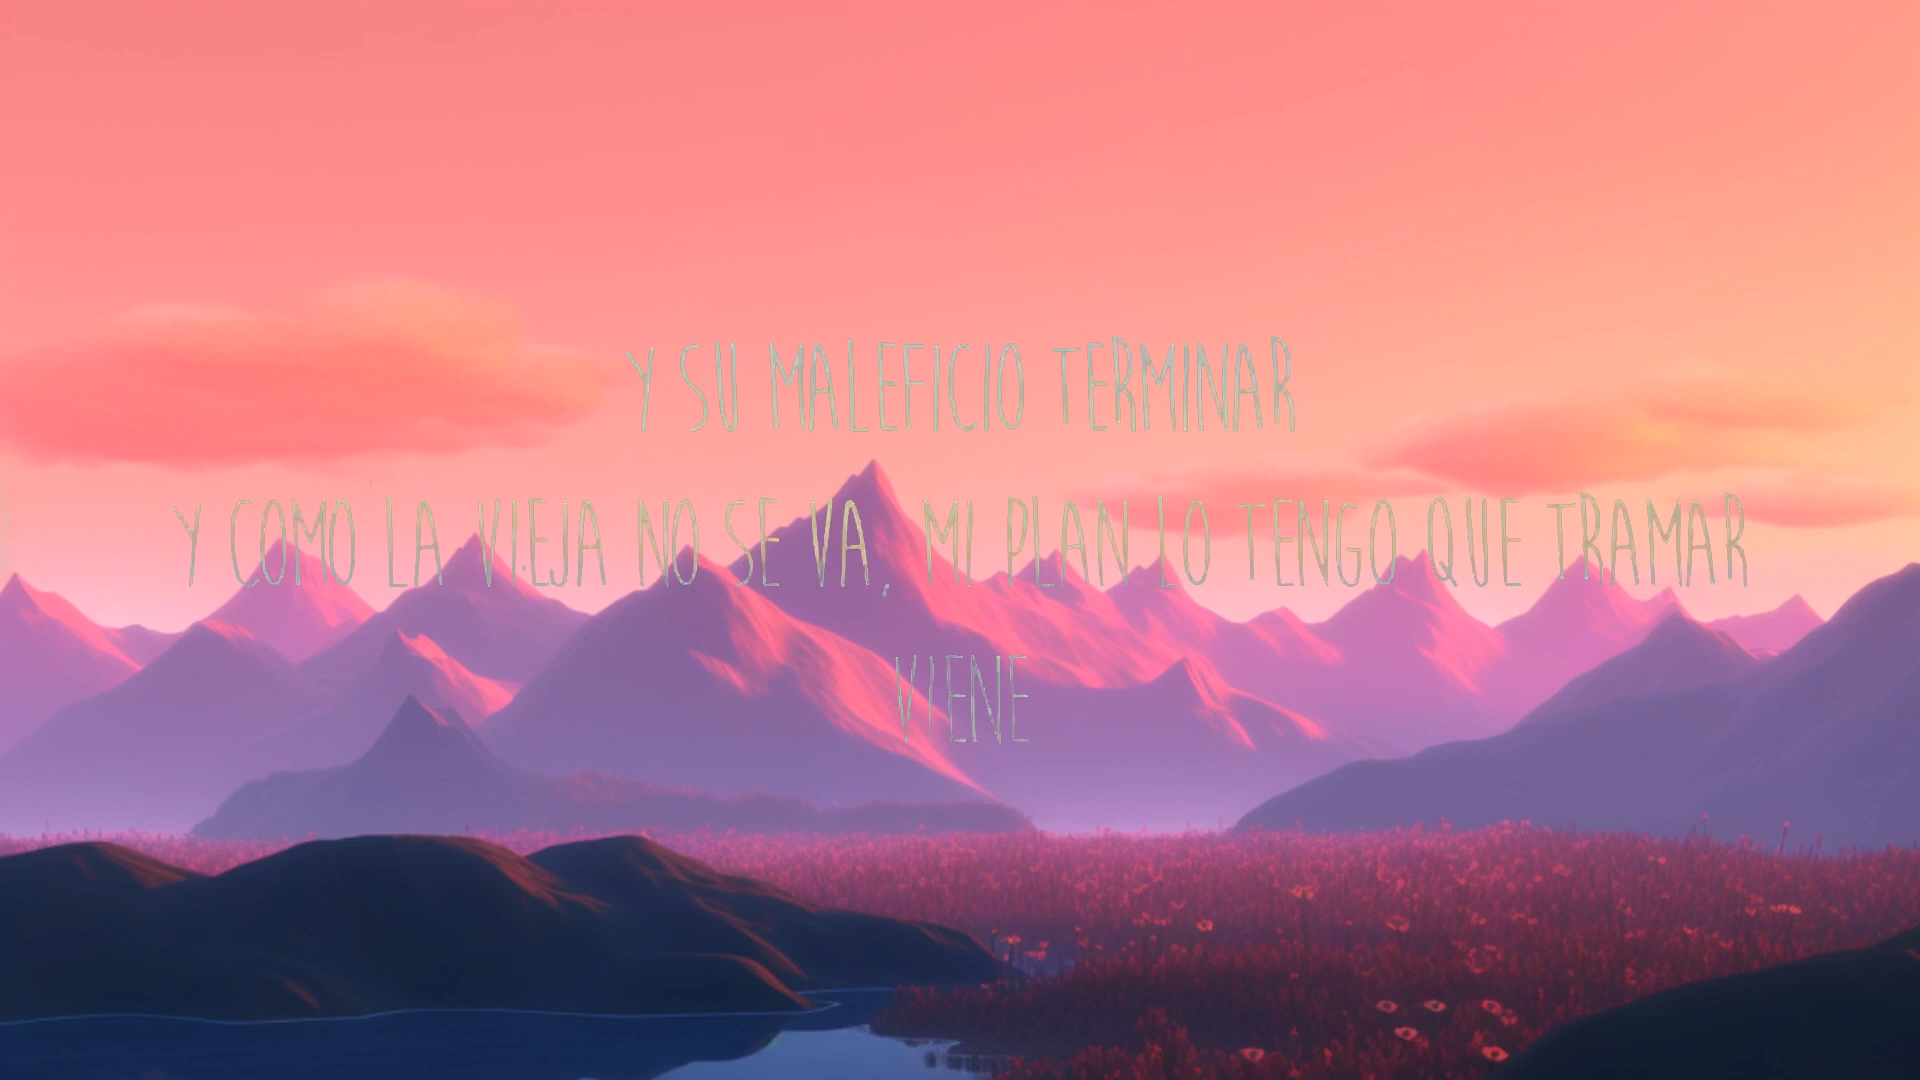 Y SU MALEFICIO TERMINAR
Y COMO LA VIEJA NO SE VA, MI PLAN LO TENGO QUE TRAMAR
VIENE